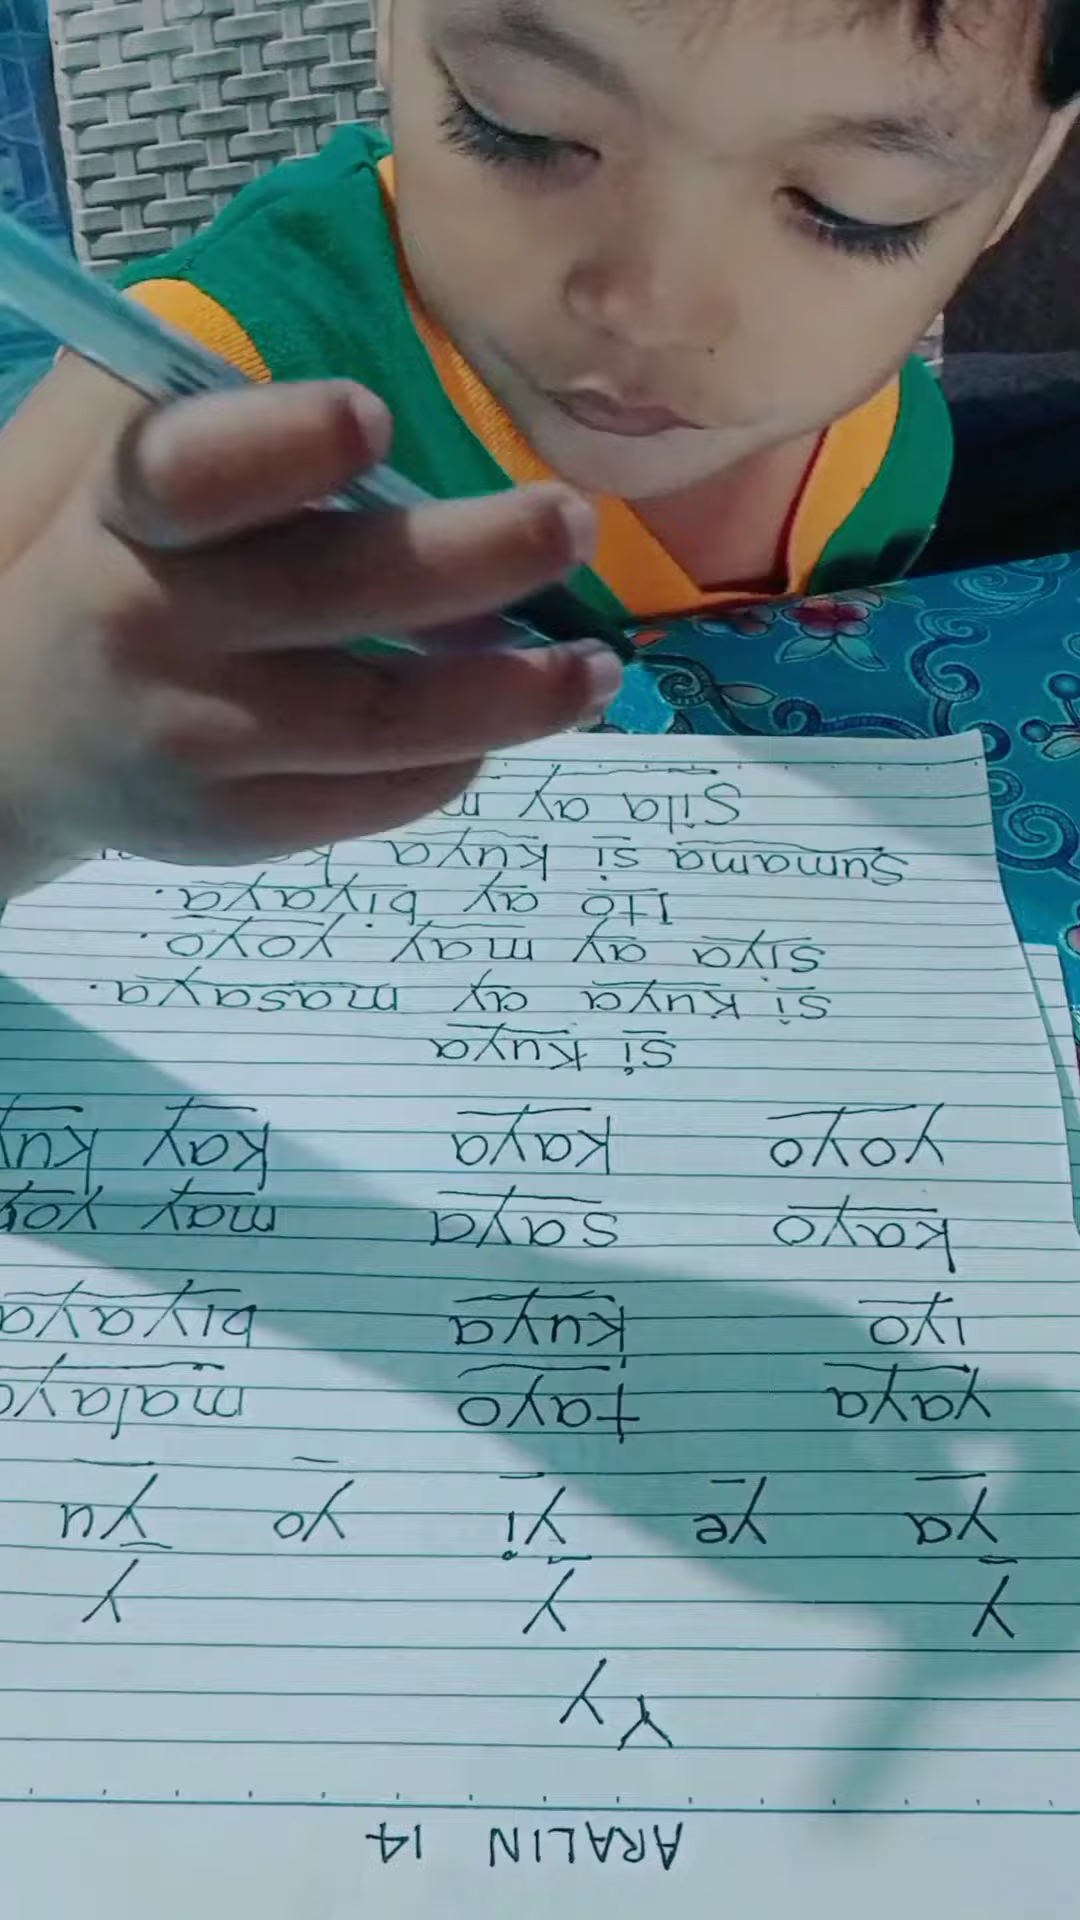 ARALIN 14
Yy
y y y
ya ye yi yo yu
yaya tayo
iyo kuya biyaya
kayo saya may
yoyo kaya kay
Si Kuya
Si Kuya ay masaya.
Siya ay may yoyo.
Ito ay biyaya.
Sumama si kuya
Sila ay